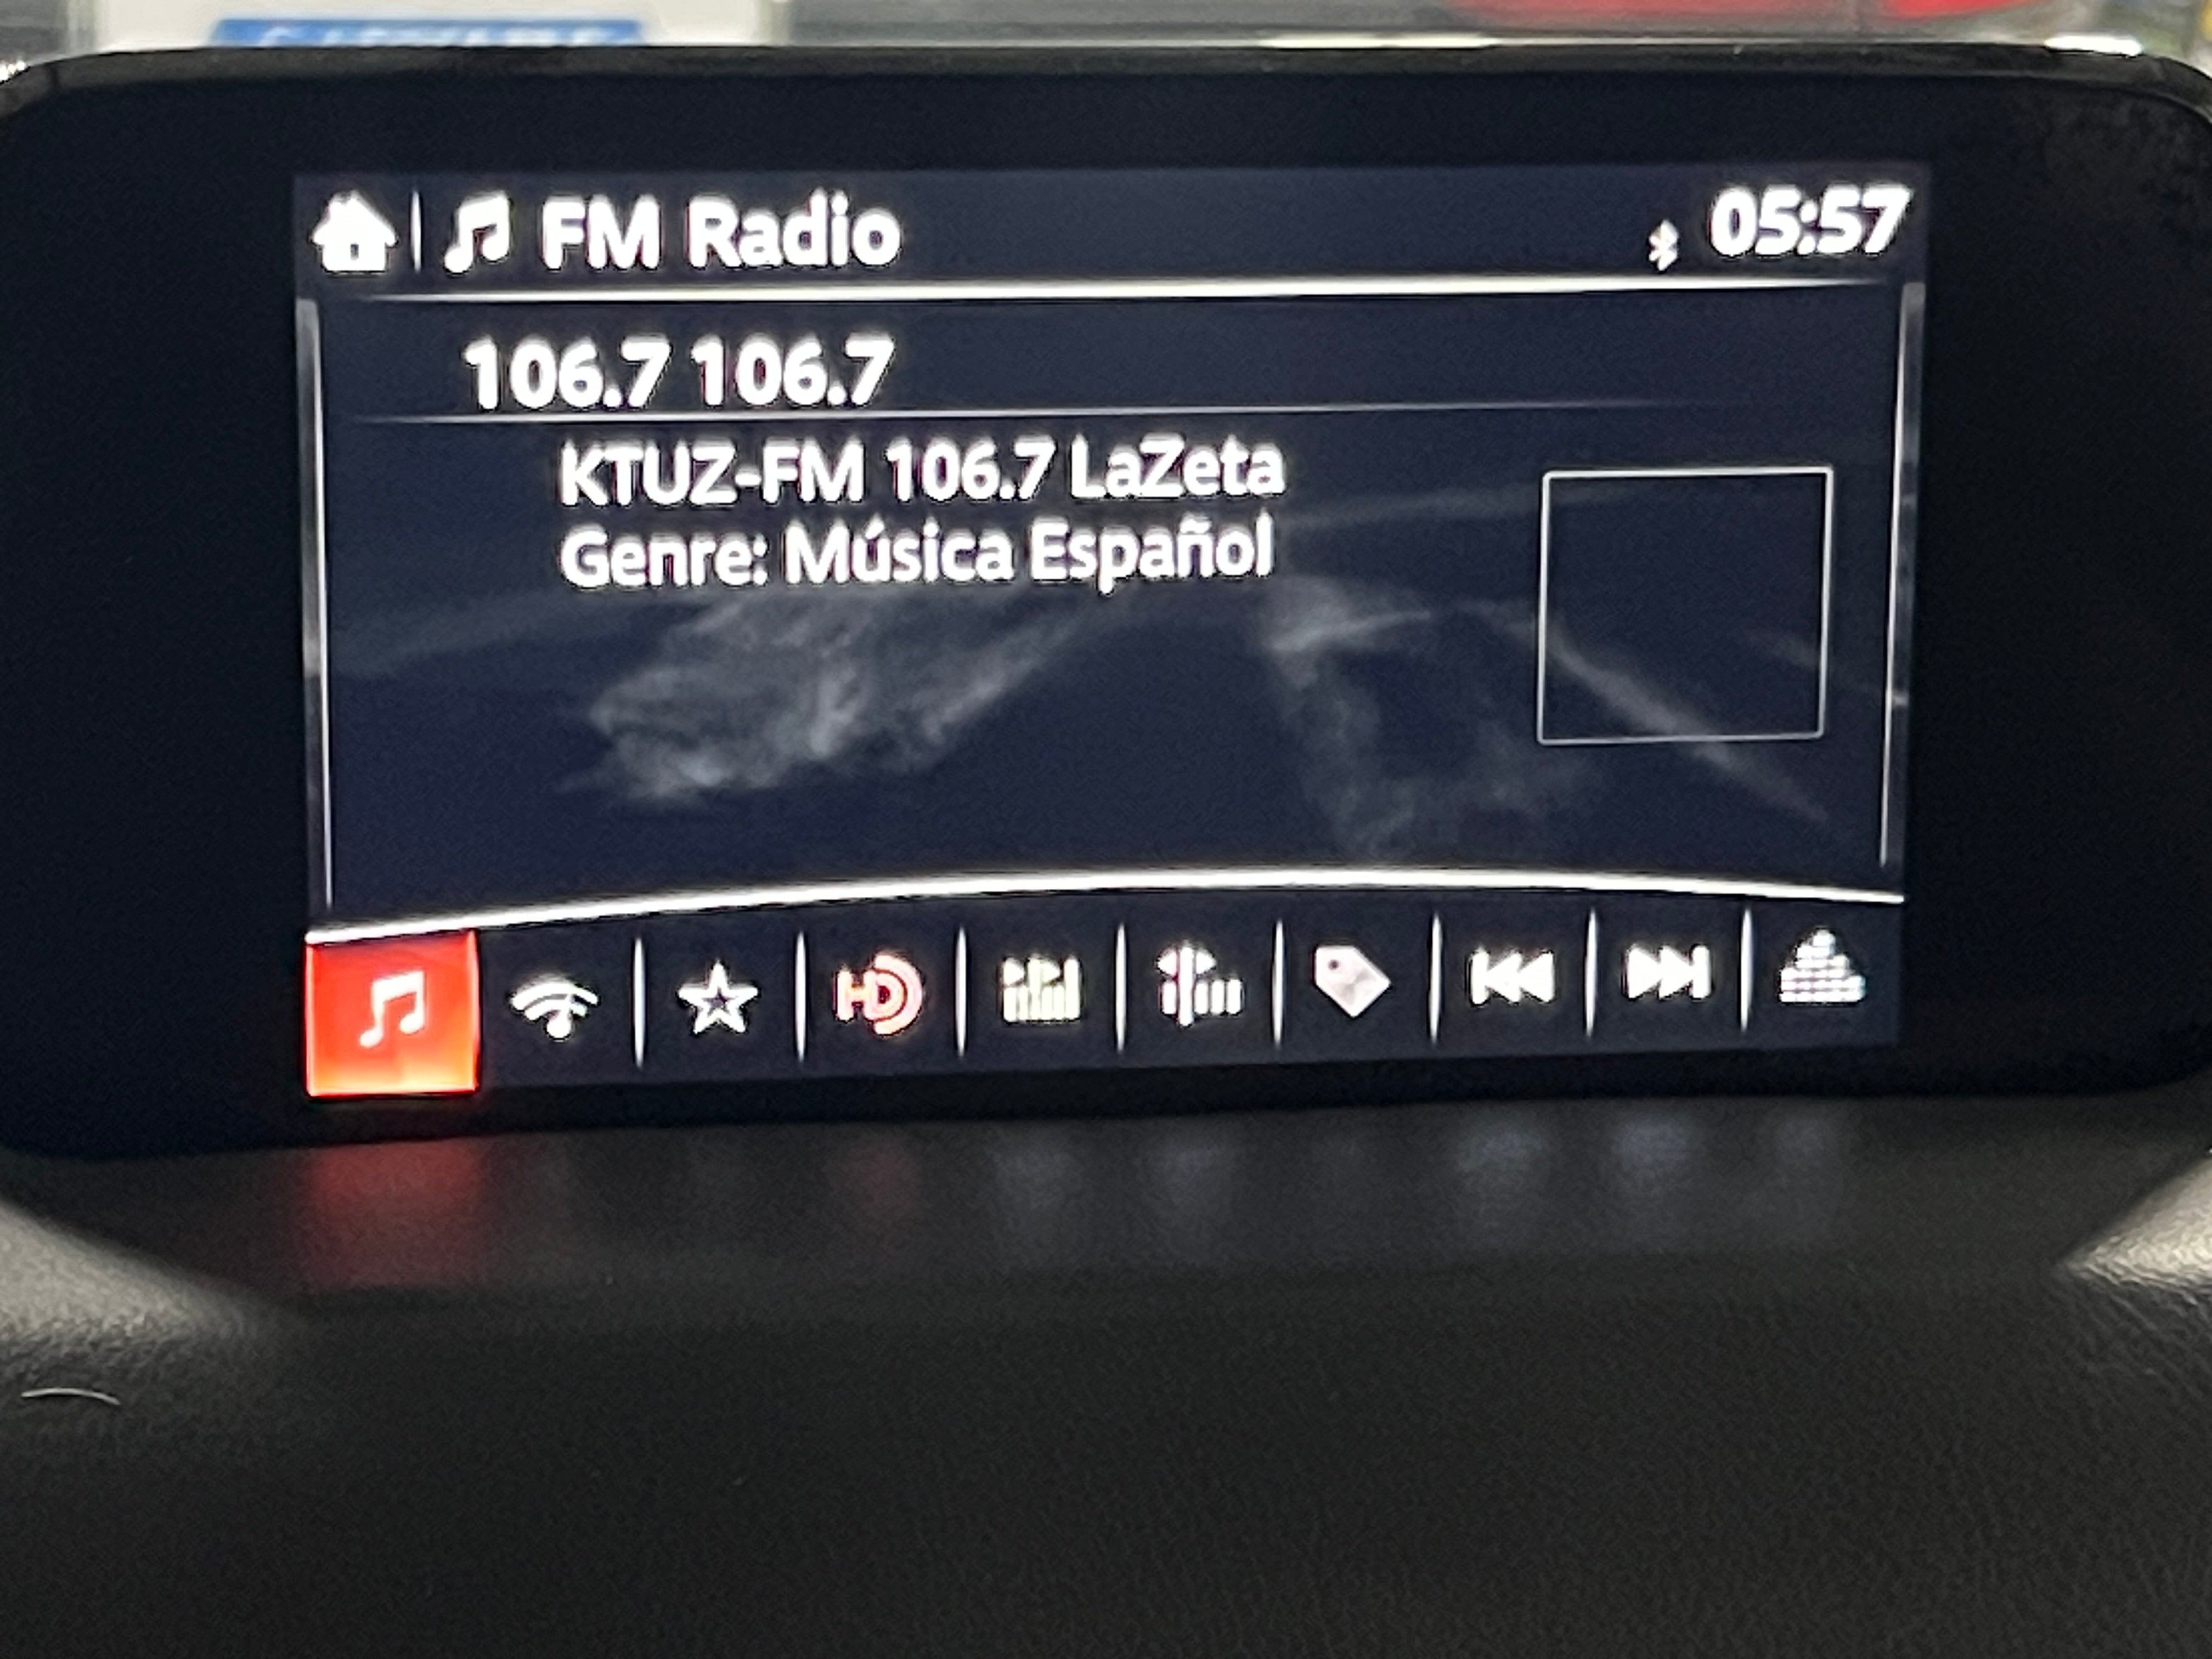 FM Radio
05:57
106.7 106.7
KTUZ-FM 106.7 LaZeta
Genre: Música Español
HD